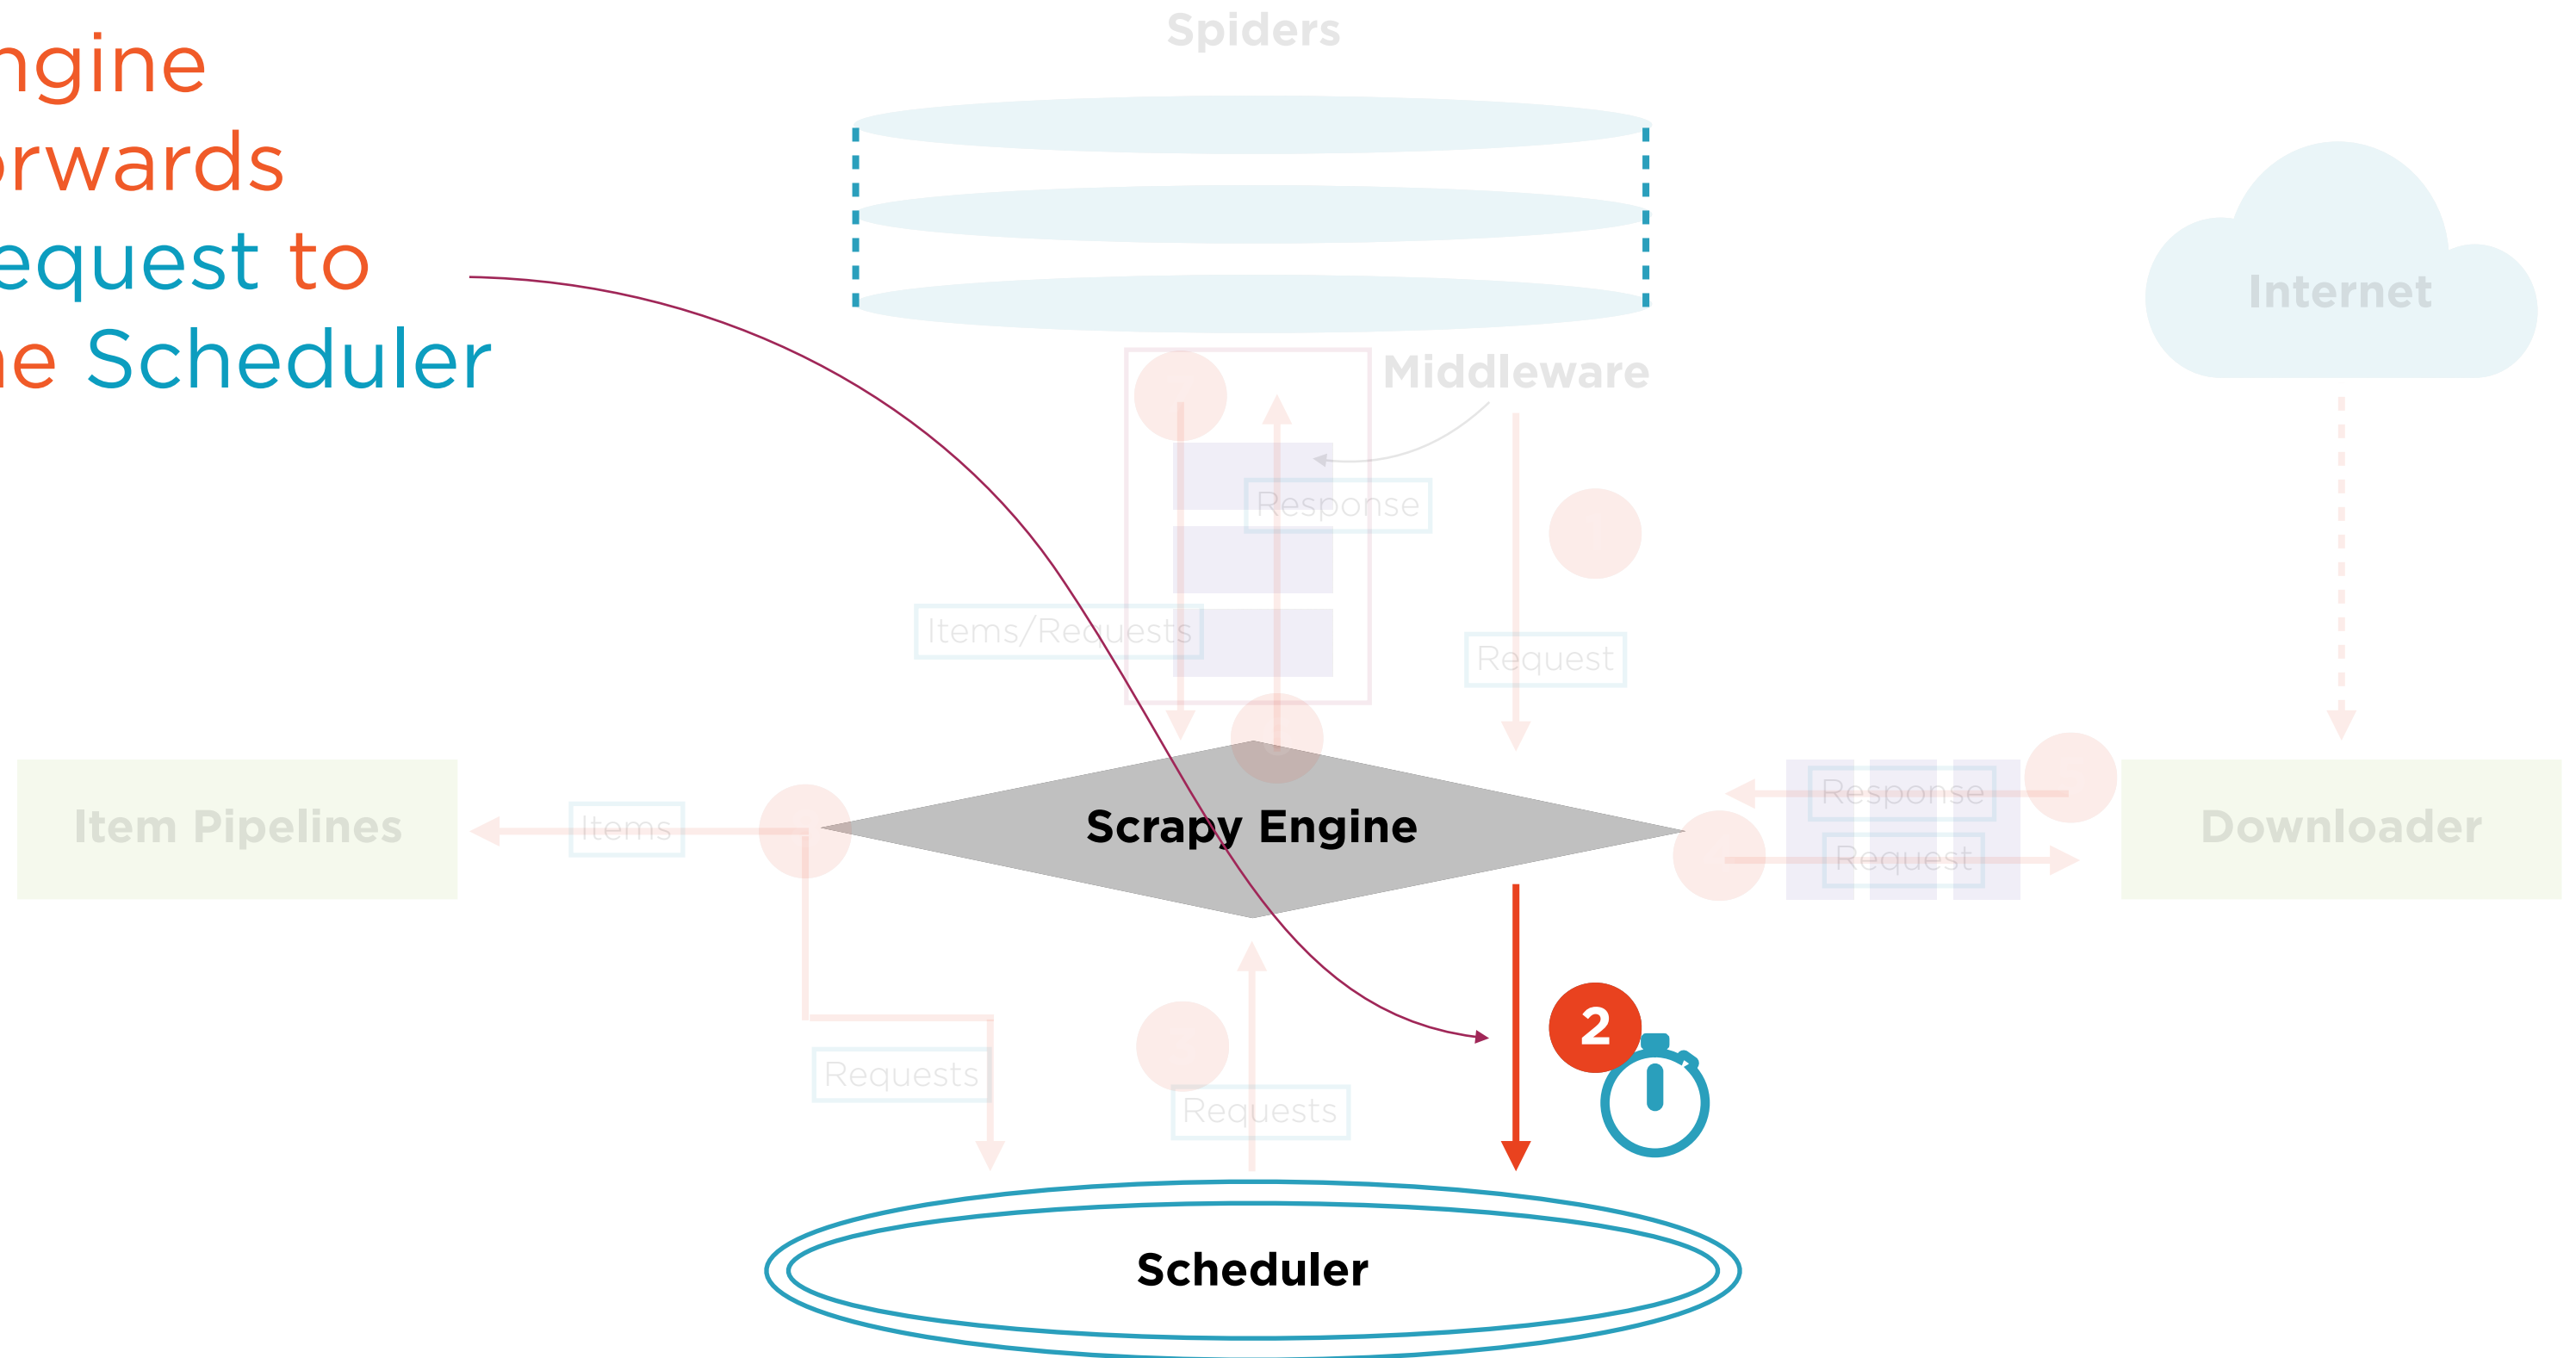 ngine
orwards
equest to
ne Scheduler
Spiders
Internet
Middleware
Response
Items/Requests
Request
Item Pipelines
Items
Scrapy Engine
Response
Request
Downloader
2
Requests
Requests
Scheduler